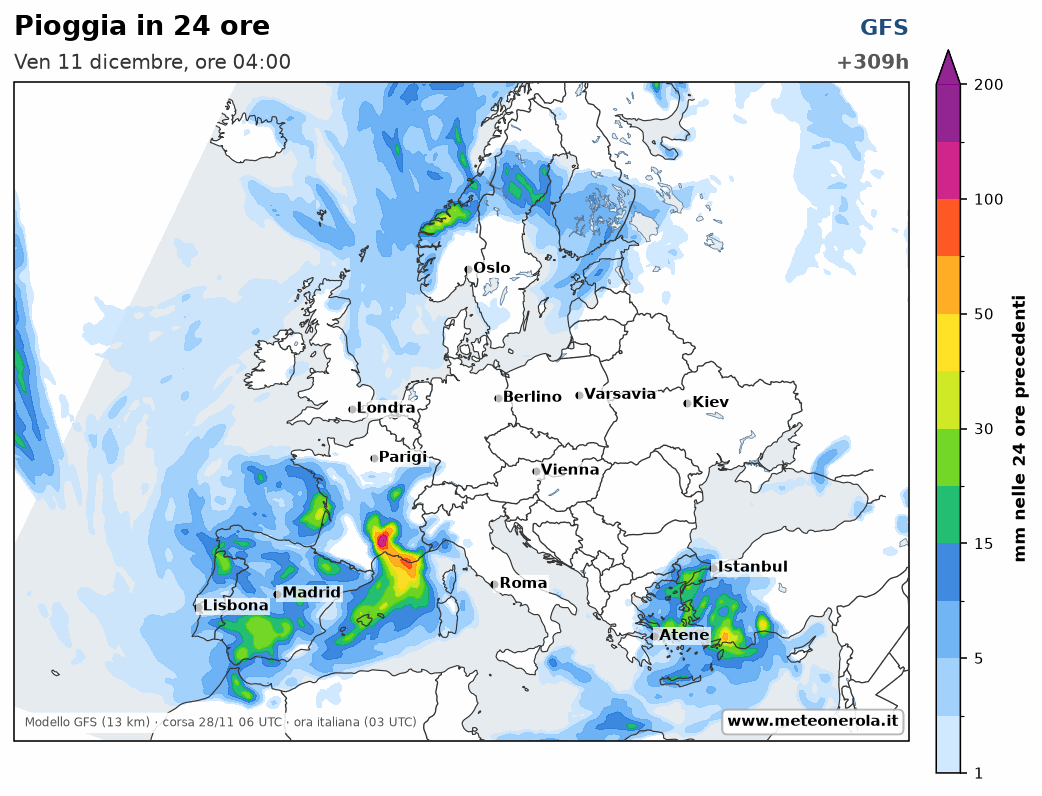 Pioggia in 24 ore
GFS
Ven 11 dicembre, ore 04:00
+309h
200
100
50
30
15
5
1
mm nelle 24 ore precedenti
Oslo
Londra
Berlino
Varsavia
Kiev
Parigi
Vienna
Istanbul
Roma
Madrid
Lisbona
Atene
Modello GFS (13 km) · corsa 28/11 06 UTC · ora italiana (03 UTC)
www.meteonerola.it